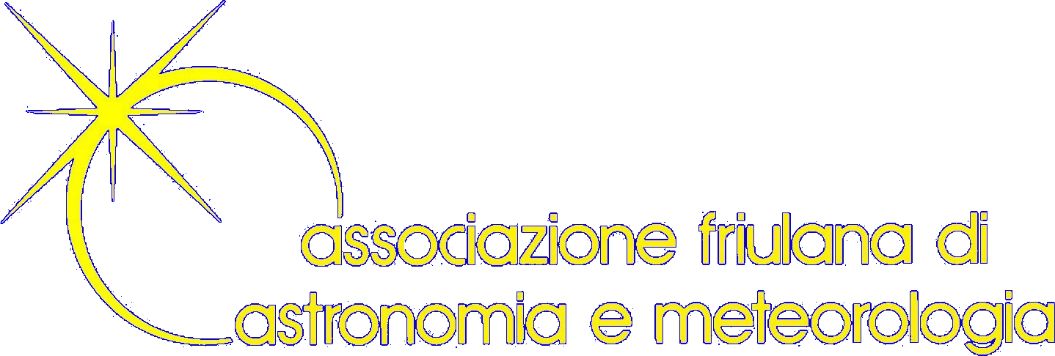 associazione friulana di
astronomia e meteorologia